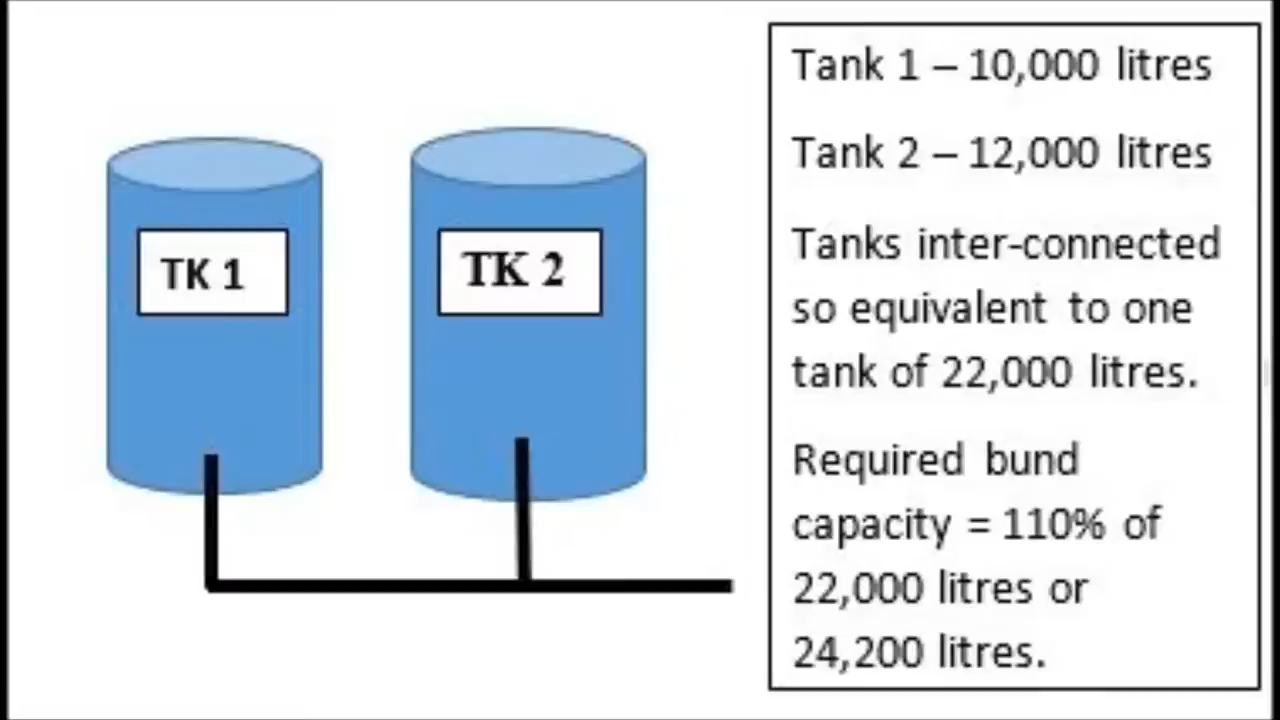 Tank 1 – 10,000 litres
Tank 2 – 12,000 litres
Tanks inter-connected
so equivalent to one
tank of 22,000 litres.
Required bund
capacity = 110% of
22,000 litres or
24,200 litres.
TK 1
TK 2